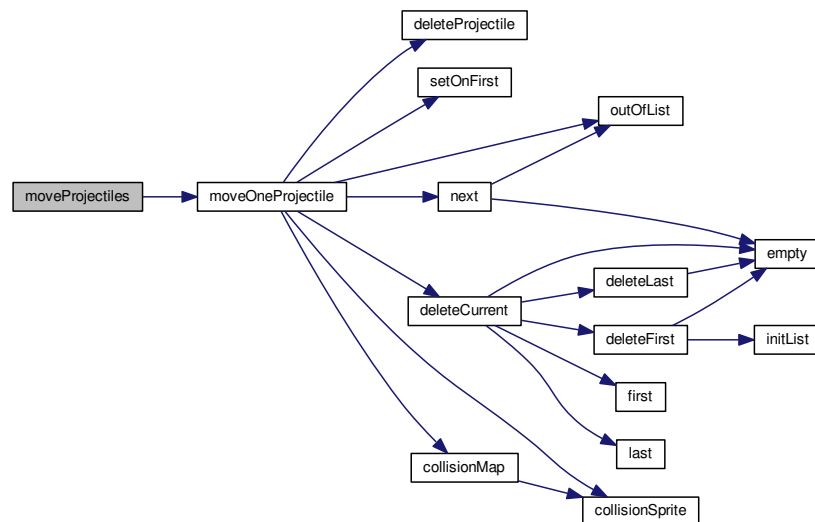 deleteProjectile
setOnFirst
outOfList
moveProjectiles
moveOneProjectile
next
empty
deleteLast
deleteCurrent
deleteFirst
initList
first
last
collisionMap
collisionSprite